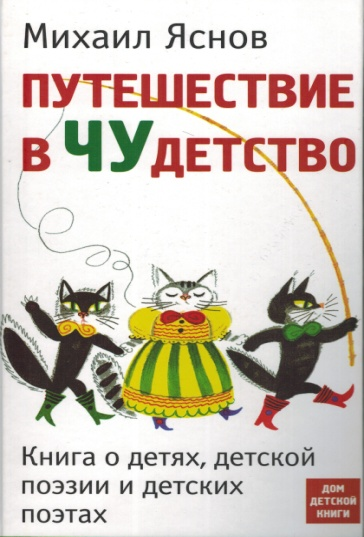 Михаил Яснов
ПУТЕШЕСТВИЕ
В ЧУДЕТСТВО
Книга о детях, детской
поэзии и детских
поэтах
ДОМ
ДЕТСКОЙ
КНИГИ